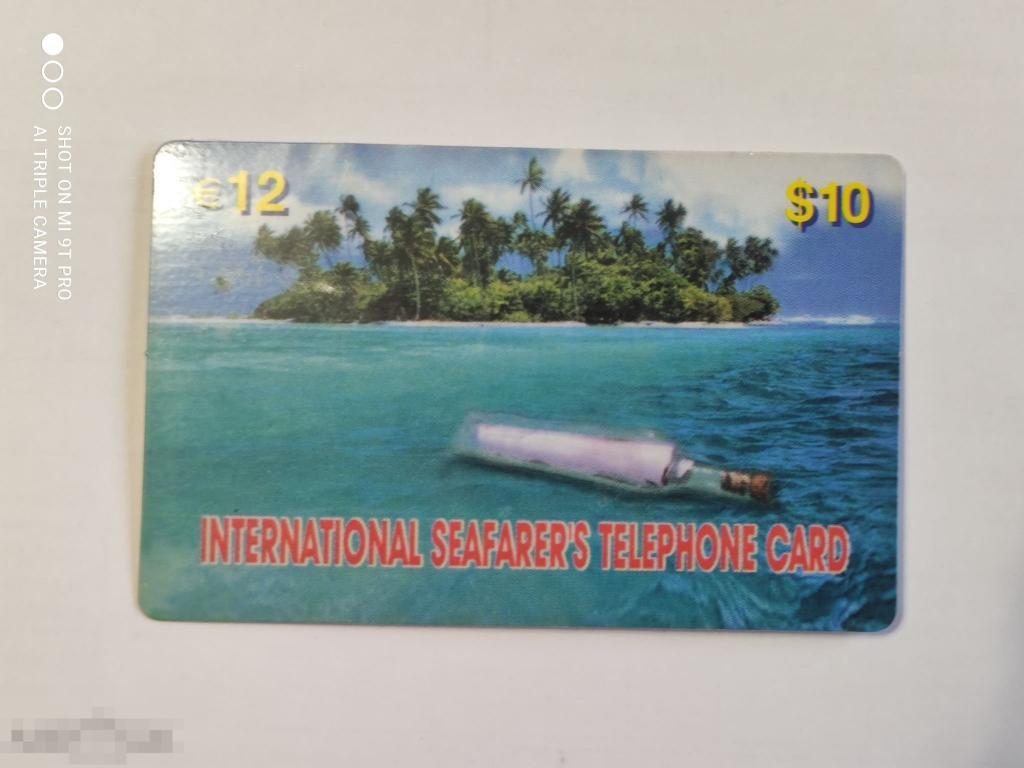 SHOT ON MI 9T PRO
AI TRIPLE CAMERA
€12
$10
INTERNATIONAL SEAFARER'S TELEPHONE CARD